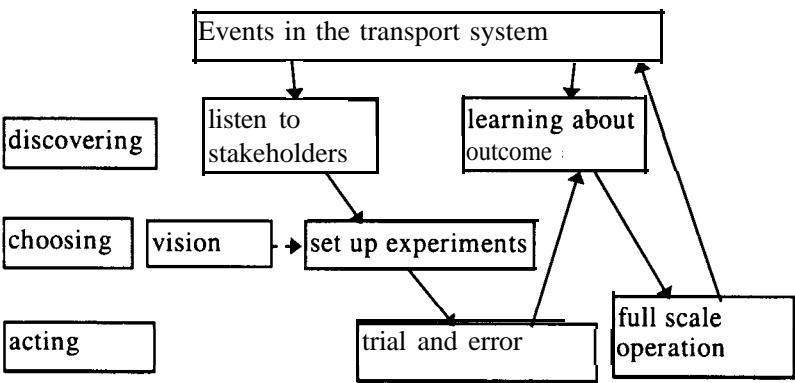 Events in the transport system
discovering
listen to
stakeholders
learning about
outcome
choosing
vision
set up experiments
acting
trial and error
full scale
operation